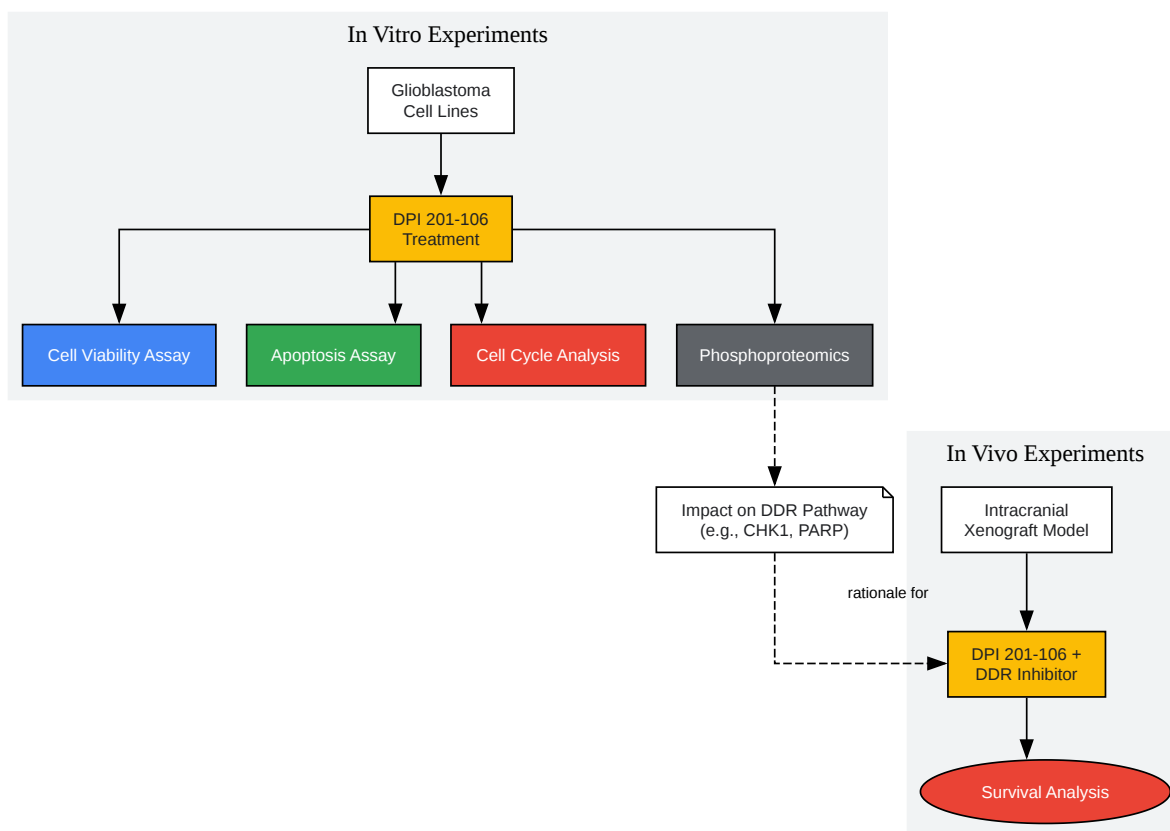 In Vitro Experiments
Glioblastoma
Cell Lines
DPI 201-106
Treatment
Cell Viability Assay
Apoptosis Assay
Cell Cycle Analysis
Phosphoproteomics
Impact on DDR Pathway
(e.g., CHK1, PARP)
rationale for
In Vivo Experiments
Intracranial
Xenograft Model
DPI 201-106 +
DDR Inhibitor
Survival Analysis